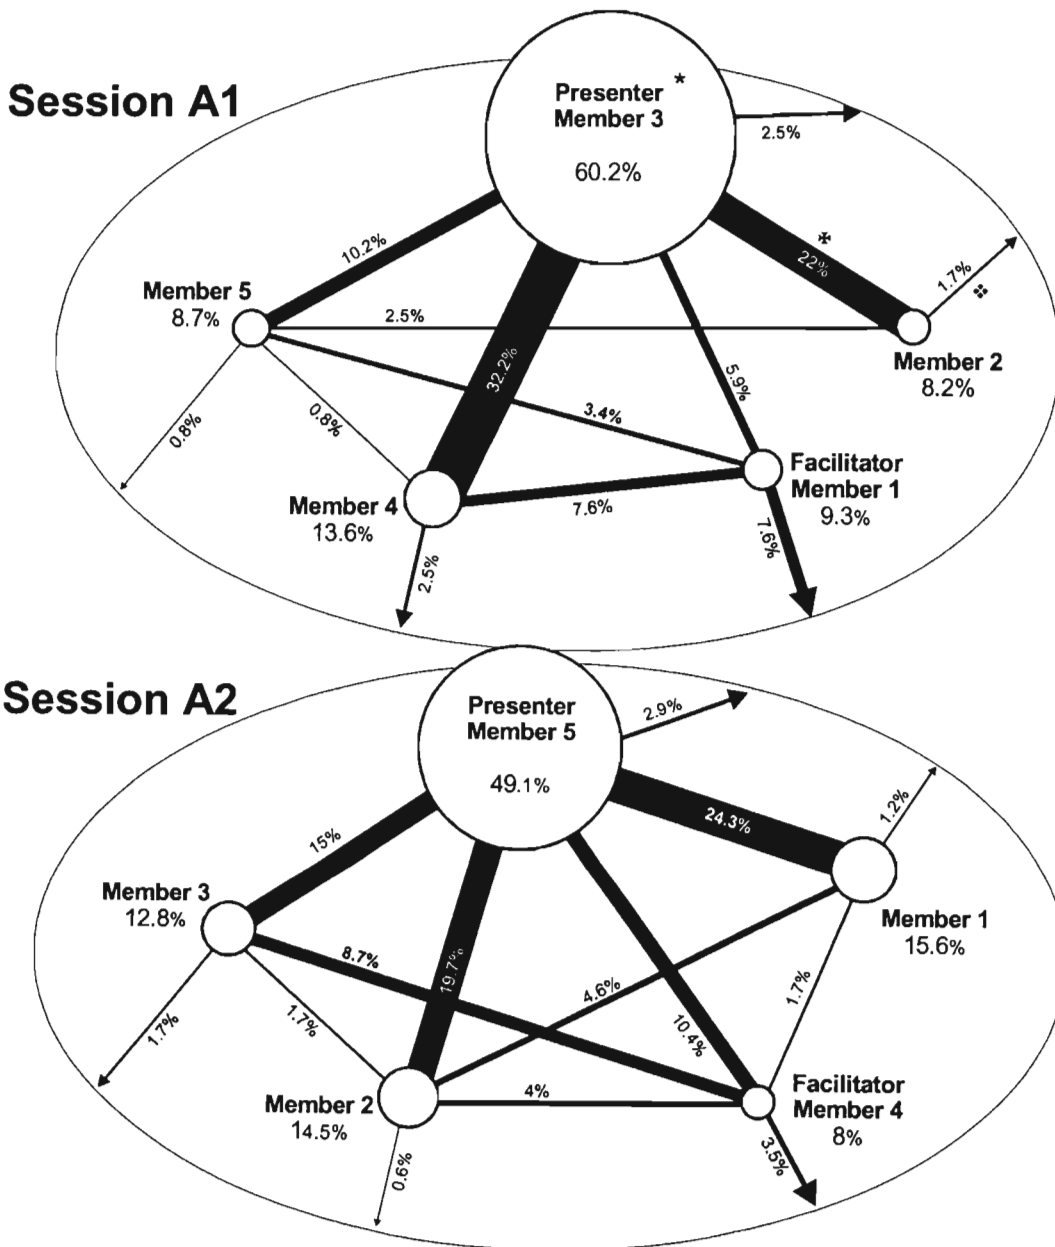 Session A1
Presenter *
Member 3
60.2%
2.5%
10.2%
✠
22%
1.7%
❖
Member 5
8.7%
2.5%
Member 2
8.2%
32.2%
5.9%
0.8%
0.8%
3.4%
Facilitator
Member 1
9.3%
Member 4
13.6%
7.6%
7.6%
2.5%
Session A2
Presenter
Member 5
49.1%
2.9%
24.3%
1.2%
15%
Member 3
12.8%
Member 1
15.6%
8.7%
19.7%
4.6%
1.7%
1.7%
1.7%
10.4%
Member 2
14.5%
4%
Facilitator
Member 4
8%
0.6%
3.5%